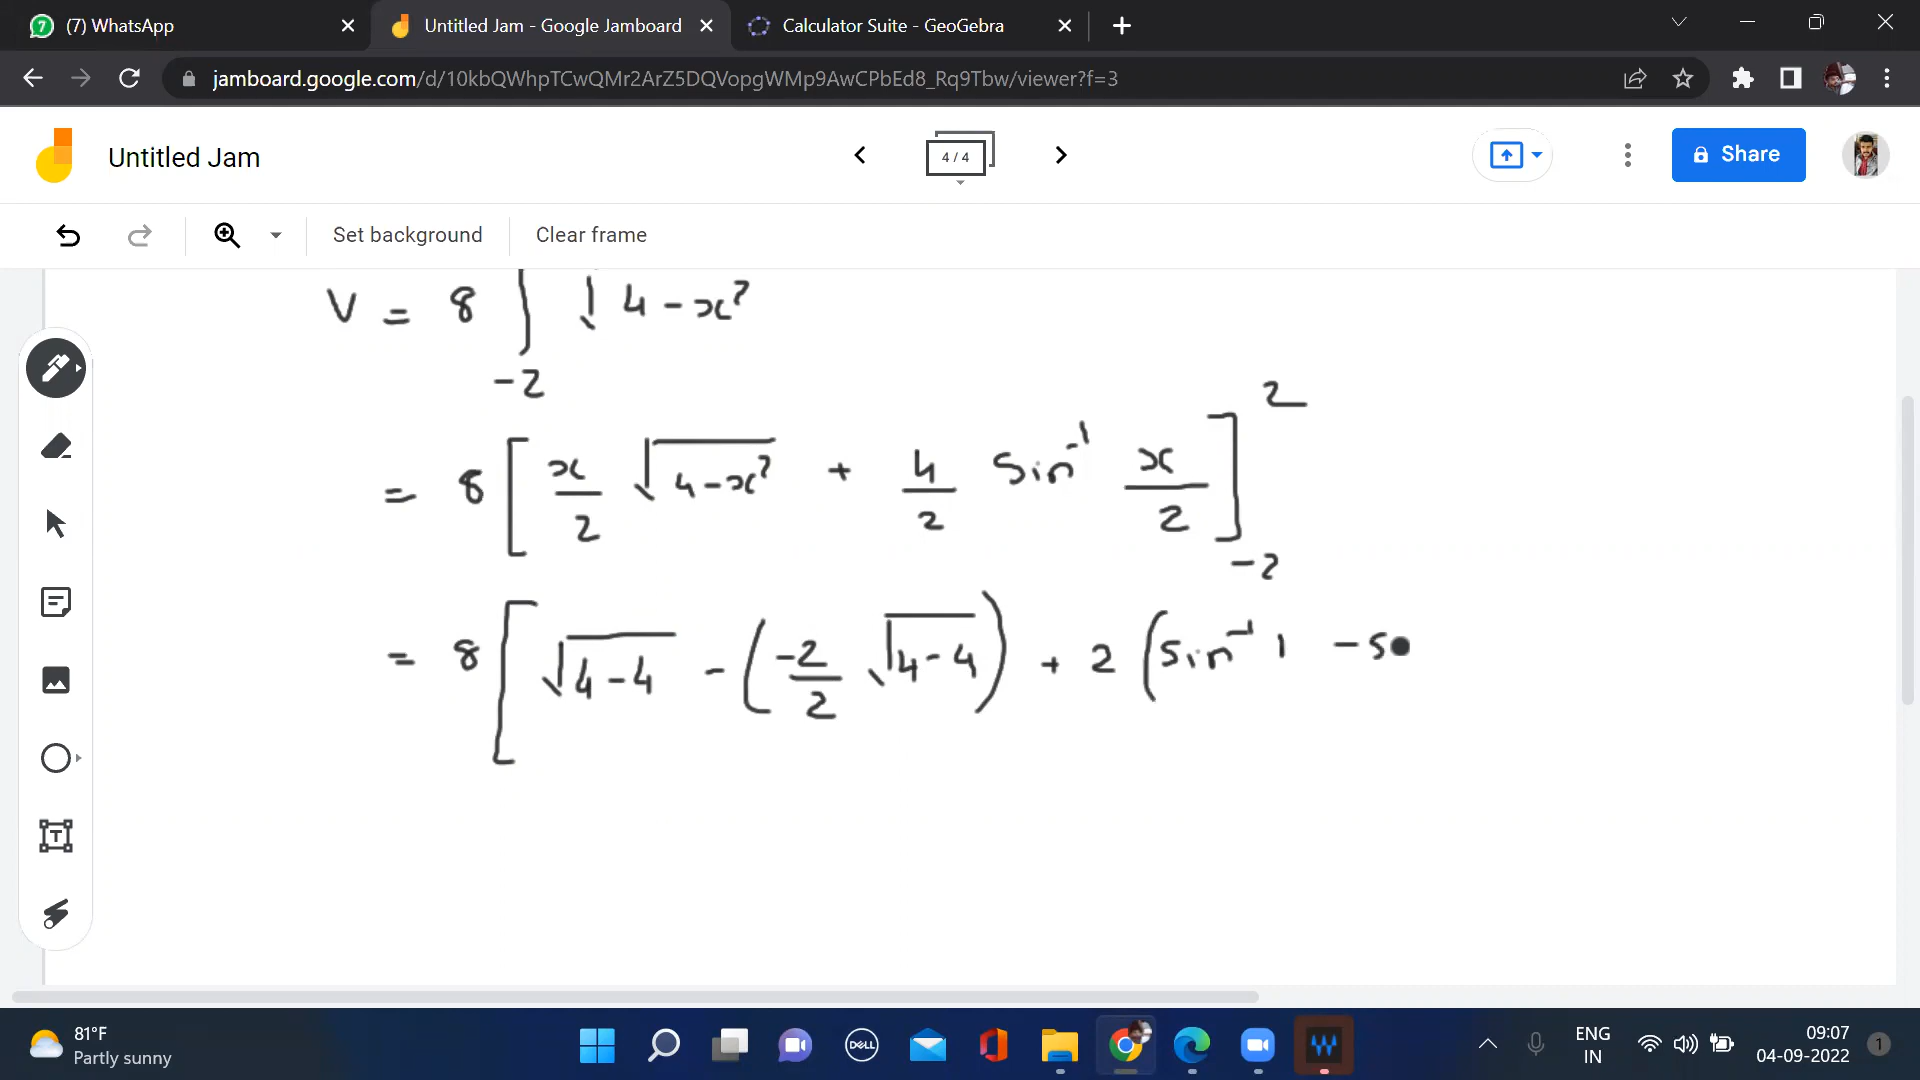 (7) WhatsApp
Untitled Jam - Google Jamboard
Calculator Suite - GeoGebra
jamboard.google.com/d/10kbQWhpTCwQMr2ArZ5DQVopgWMp9AwCPbEd8_Rq9Tbw/viewer?f=3
Untitled Jam
4 / 4
Share
Set background
Clear frame
V = 8 ∫ √4-x²
-2
2
= 8 [ x/2 √4-x² + 4/2 sin⁻¹ x/2 ]
-2
= 8 [ √4-4 - (-2/2 √4-4) + 2 (sin⁻¹ 1 - s
81°F
Partly sunny
DELL
ENG
IN
09:07
04-09-2022
1